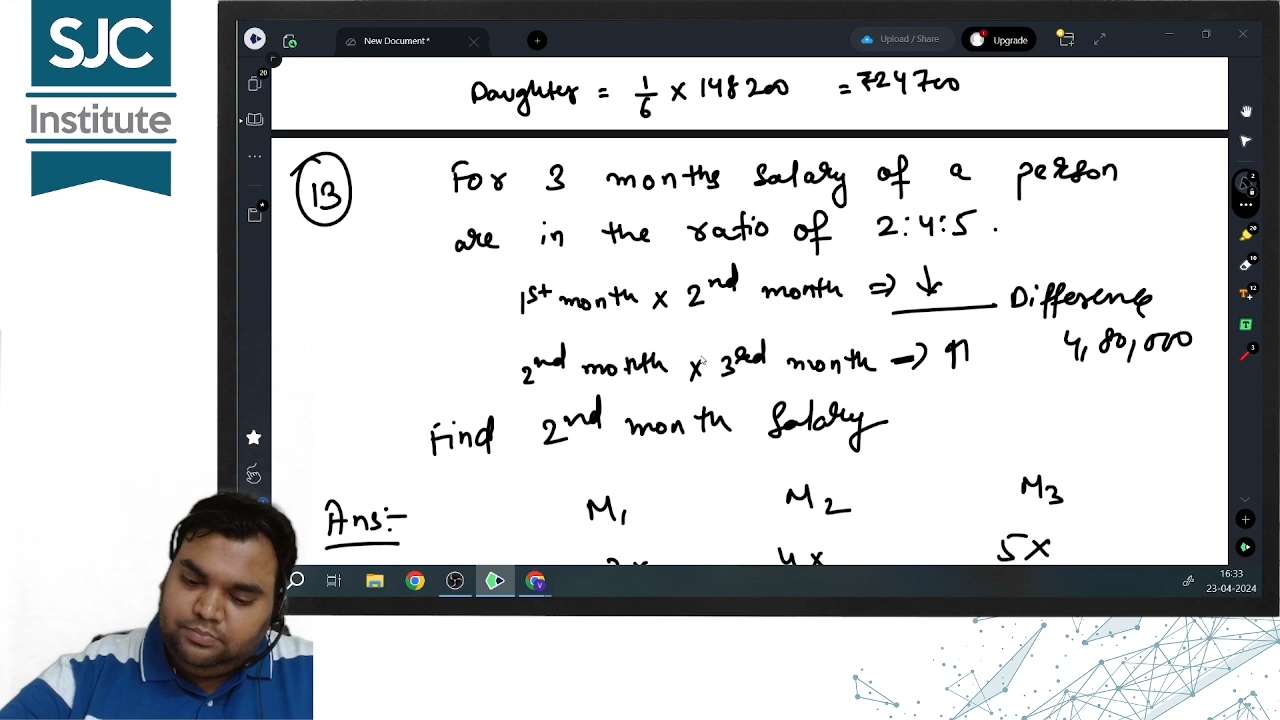 SJC
Institute
New Document*
Upload / Share
Upgrade
Daughter = 1/6 × 148200 = ₹24700
13
For 3 months salary of a person
are in the ratio of 2:4:5.
1st month × 2nd month ⇒ ↓ Difference
4,80,000
2nd month × 3rd month → ⇑
Find 2nd month salary
Ans:-
M1 M2 M3
4x 5x
16:33
23-04-2024